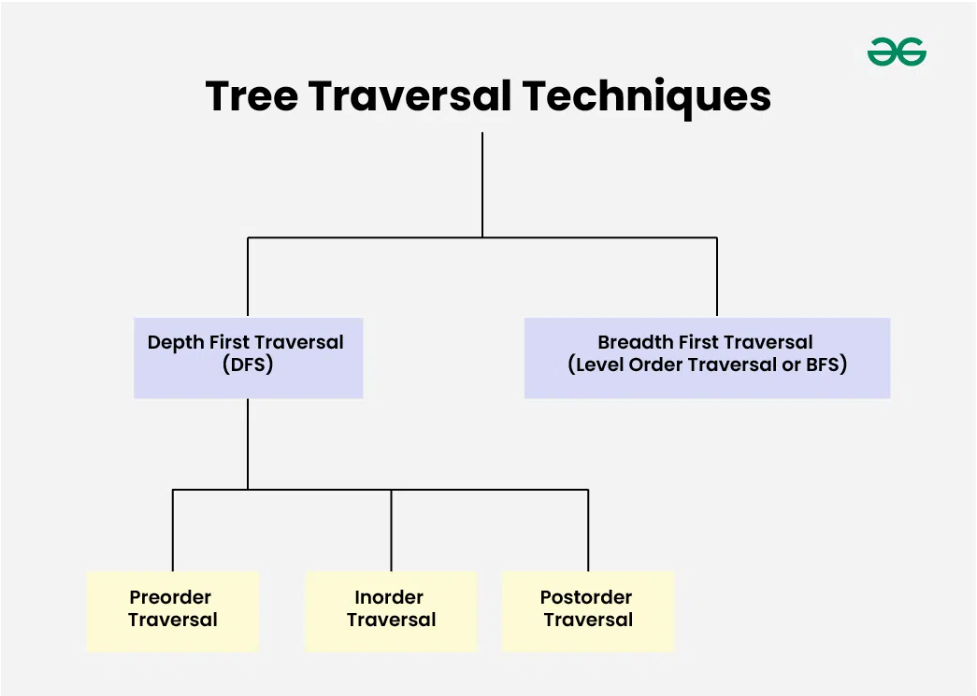 Tree Traversal Techniques
Depth First Traversal
(DFS)
Breadth First Traversal
(Level Order Traversal or BFS)
Preorder
Traversal
Inorder
Traversal
Postorder
Traversal